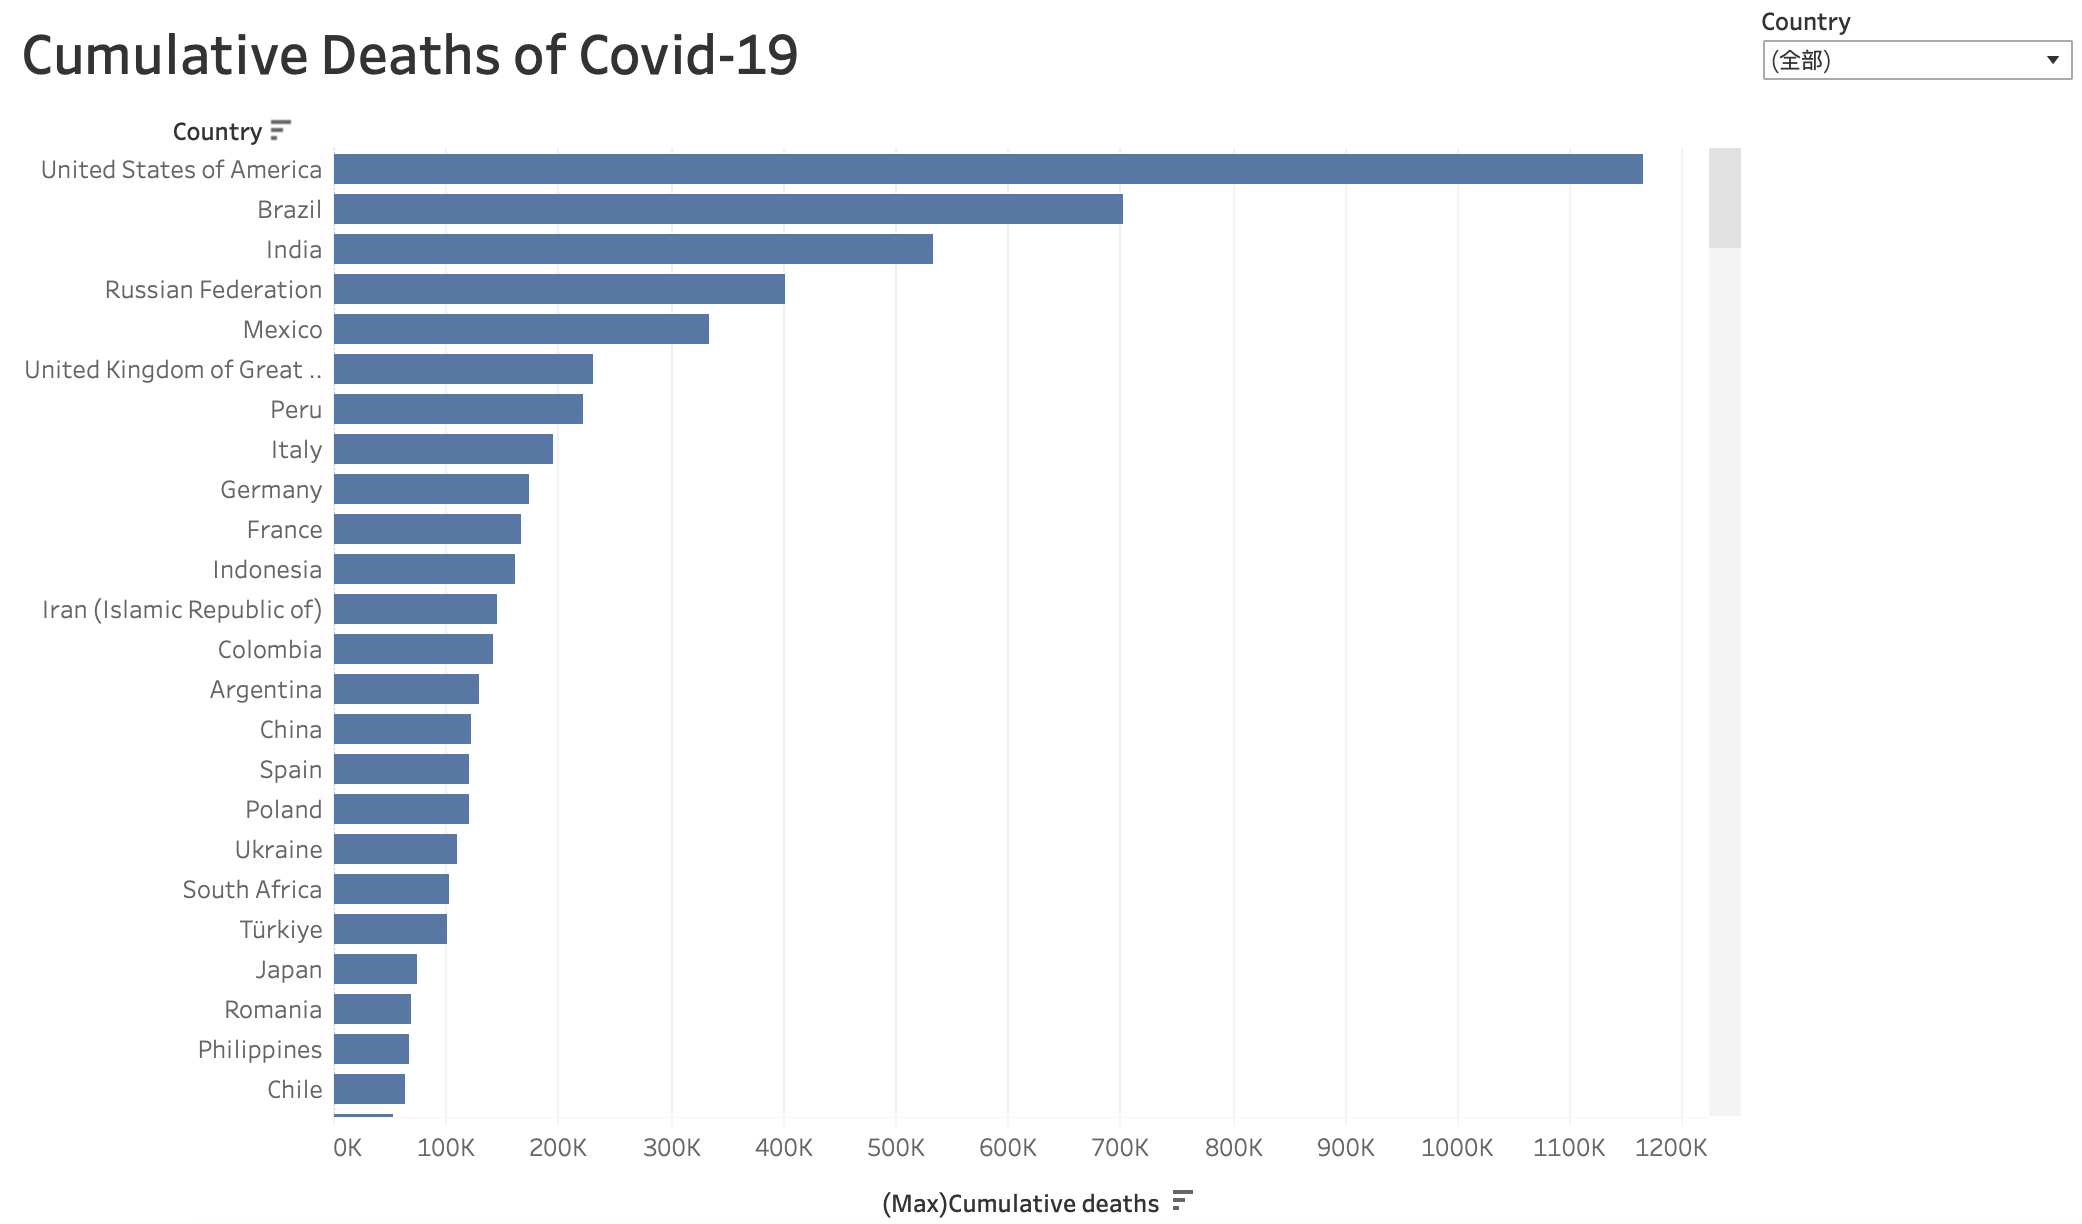 Cumulative Deaths of Covid-19
Country
(全部)
Country
United States of America
Brazil
India
Russian Federation
Mexico
United Kingdom of Great ..
Peru
Italy
Germany
France
Indonesia
Iran (Islamic Republic of)
Colombia
Argentina
China
Spain
Poland
Ukraine
South Africa
Türkiye
Japan
Romania
Philippines
Chile
0K 100K 200K 300K 400K 500K 600K 700K 800K 900K 1000K 1100K 1200K
(Max)Cumulative deaths